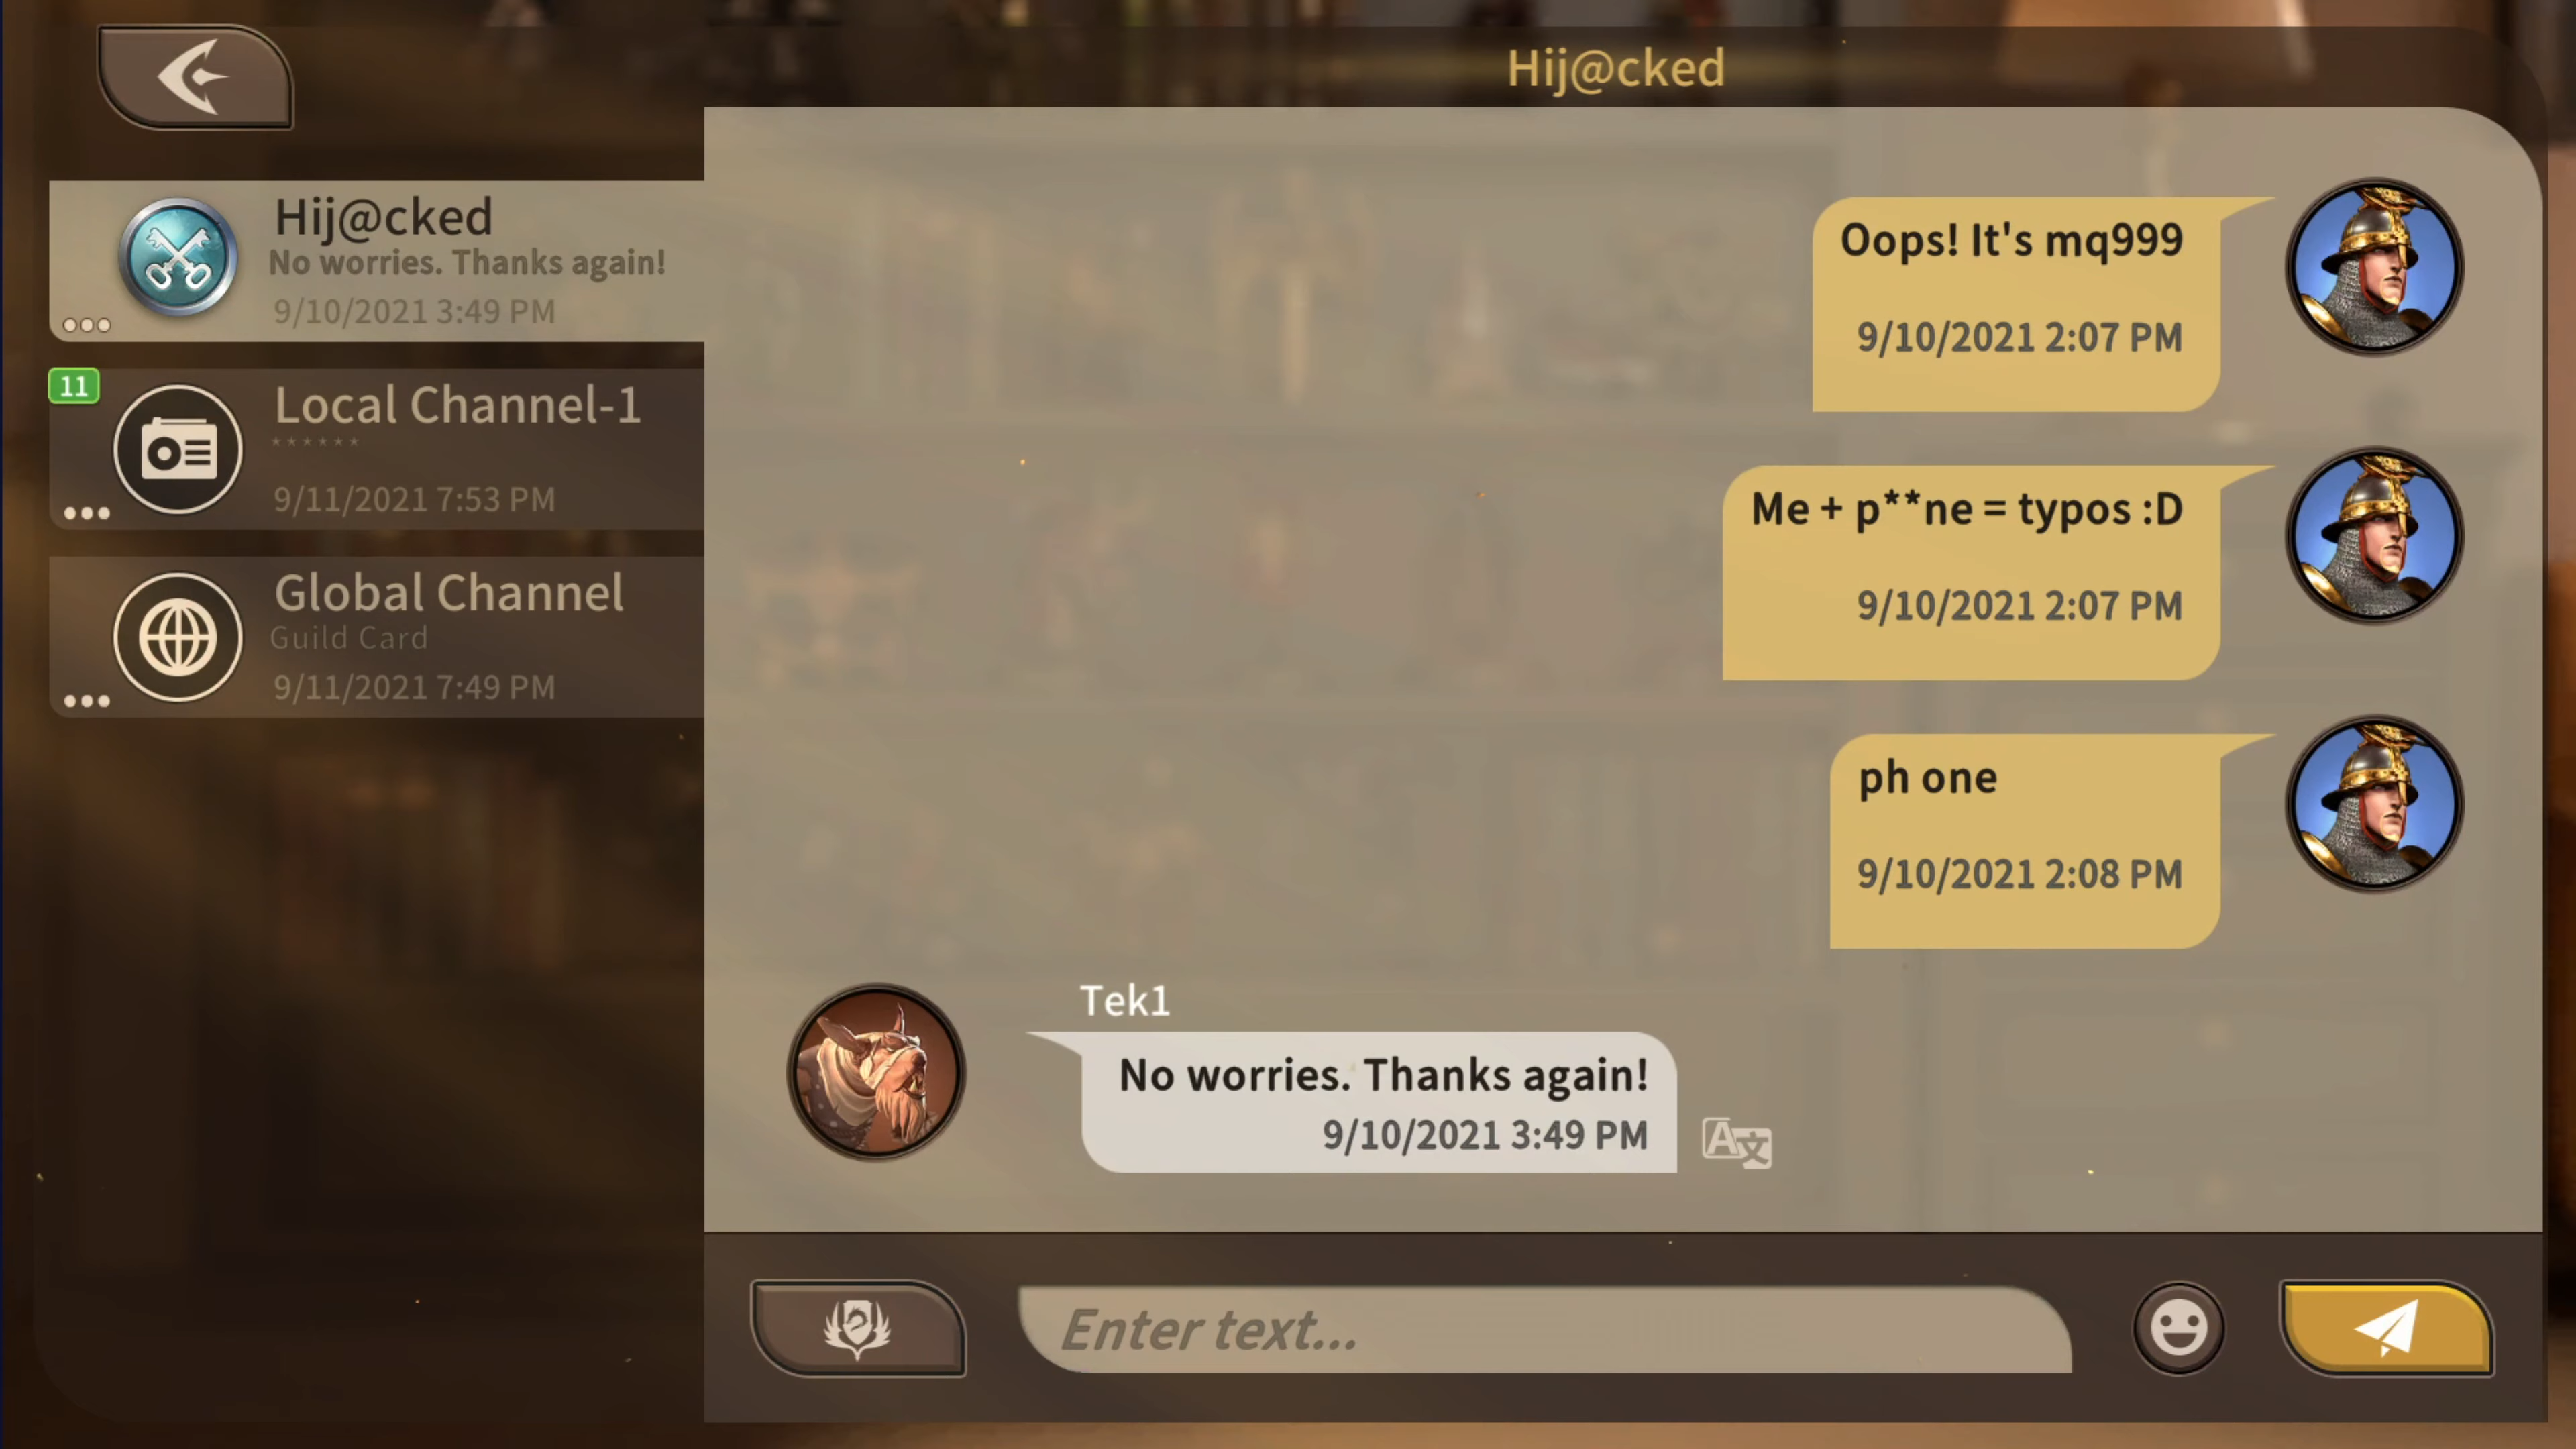 Hij@cked
Hij@cked
No worries. Thanks again!
9/10/2021 3:49 PM
11
Local Channel-1
******
9/11/2021 7:53 PM
Global Channel
Guild Card
9/11/2021 7:49 PM
Oops! It's mq999
9/10/2021 2:07 PM
Me + p**ne = typos :D
9/10/2021 2:07 PM
ph one
9/10/2021 2:08 PM
Tek1
No worries. Thanks again!
9/10/2021 3:49 PM
A文
Enter text...